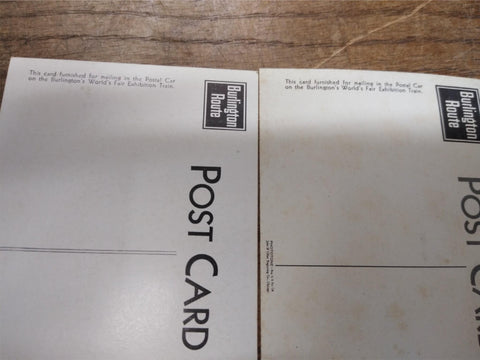 This card furnished for mailing in the Postal Car
on the Burlington's World's Fair Exhibition Train.
Burlington
Route
POST CARD
This card furnished for mailing in the Postal Car
on the Burlington's World's Fair Exhibition Train.
Burlington
Route
POST CAR